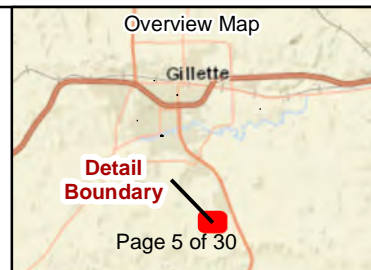 Overview Map
Gillette
Detail
Boundary
Page 5 of 30